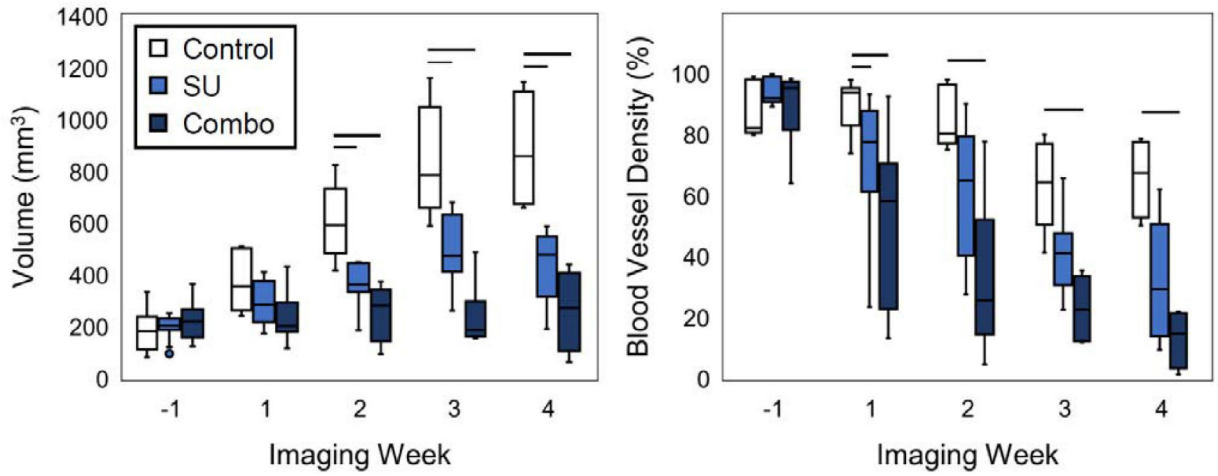 1400
1200
1000
800
600
400
200
0
Volume (mm³)
Control
SU
Combo
-1 1 2 3 4
Imaging Week
100
80
60
40
20
0
Blood Vessel Density (%)
-1 1 2 3 4
Imaging Week